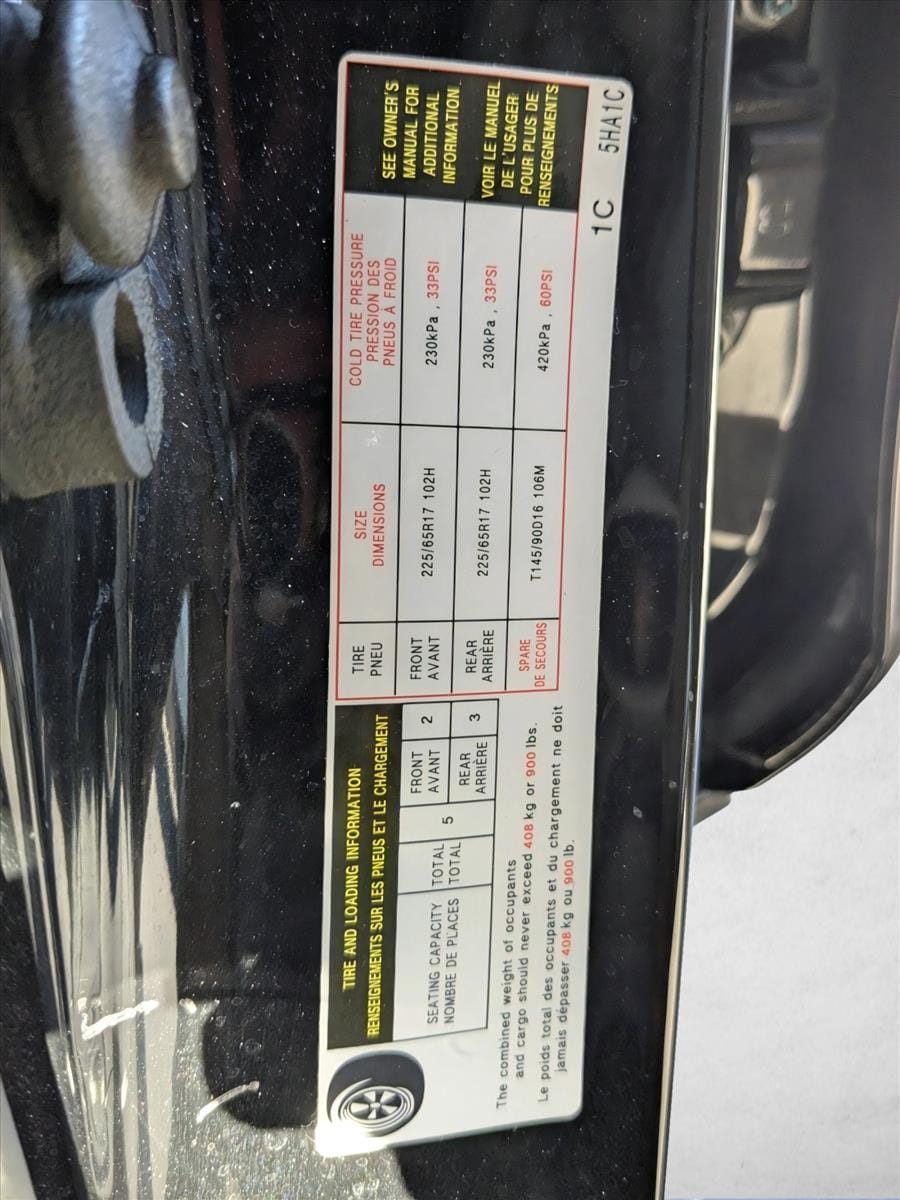 TIRE AND LOADING INFORMATION
RENSEIGNEMENTS SUR LES PNEUS ET LE CHARGEMENT
SEATING CAPACITY
NOMBRE DE PLACES
TOTAL
TOTAL
5
FRONT
AVANT
2
REAR
ARRIÈRE
3
The combined weight of occupants
and cargo should never exceed 408 kg or 900 lbs.
Le poids total des occupants et du chargement ne doit
jamais dépasser 408 kg ou 900 lb.
TIRE
PNEU
SIZE
DIMENSIONS
COLD TIRE PRESSURE
PRESSION DES
PNEUS À FROID
FRONT
AVANT
225/65R17 102H
230kPa , 33PSI
REAR
ARRIÈRE
225/65R17 102H
230kPa , 33PSI
SPARE
DE SECOURS
T145/90D16 106M
420kPa , 60PSI
SEE OWNER'S
MANUAL FOR
ADDITIONAL
INFORMATION.
VOIR LE MANUEL
DE L'USAGER
POUR PLUS DE
RENSEIGNEMENTS
1C 5HA1C